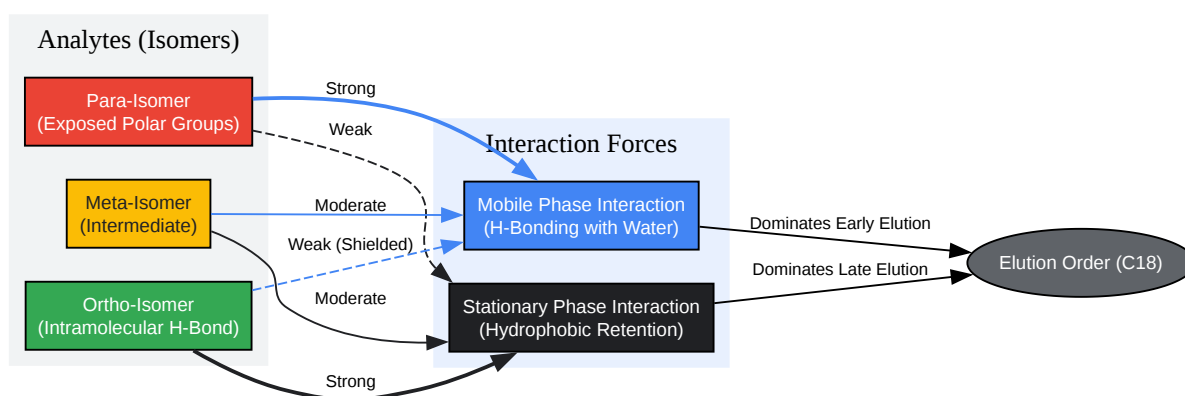 Analytes (Isomers)
Para-Isomer
(Exposed Polar Groups)
Meta-Isomer
(Intermediate)
Ortho-Isomer
(Intramolecular H-Bond)
Strong
Weak
Moderate
Weak (Shielded)
Moderate
Strong
Interaction Forces
Mobile Phase Interaction
(H-Bonding with Water)
Stationary Phase Interaction
(Hydrophobic Retention)
Dominates Early Elution
Dominates Late Elution
Elution Order (C18)